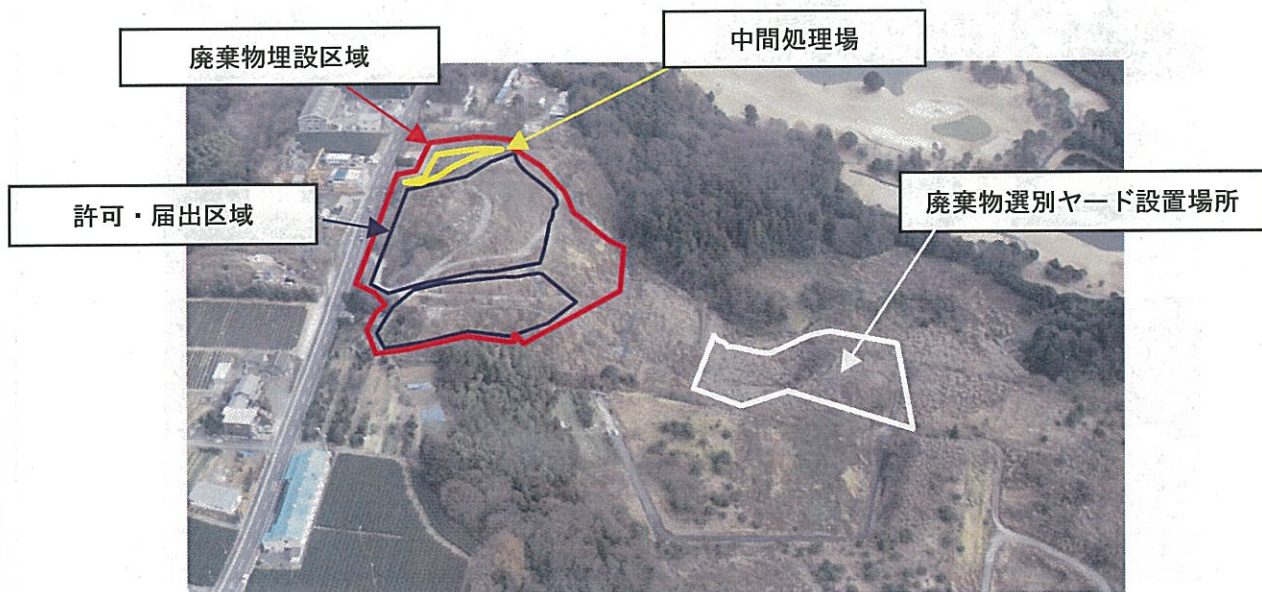 中間処理場
廃棄物埋設区域
許可・届出区域
廃棄物選別ヤード設置場所